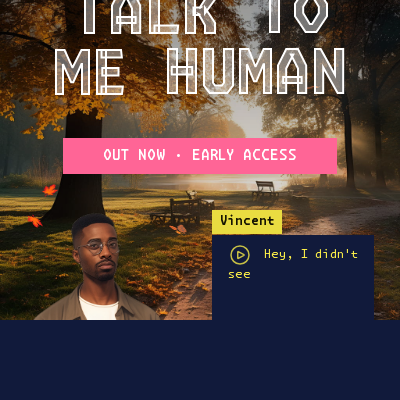 TALK TO
ME HUMAN
OUT NOW · EARLY ACCESS
Vincent
Hey, I didn't
see